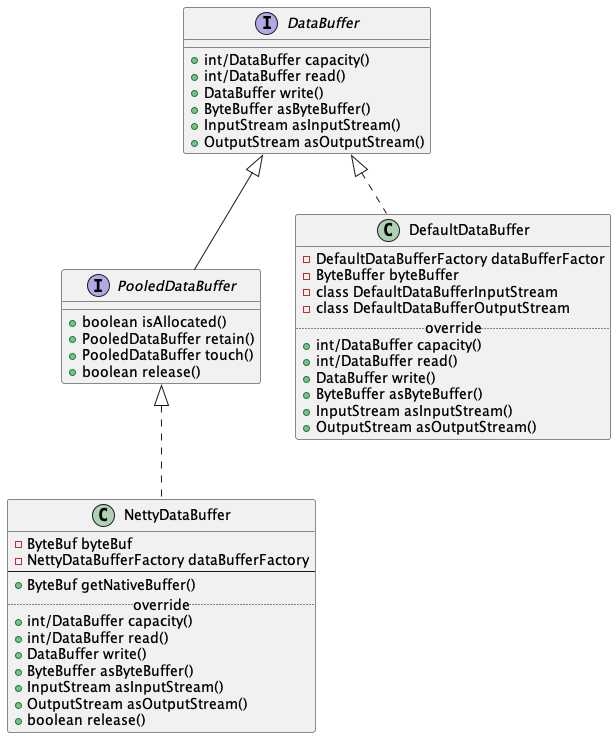 I DataBuffer
int/DataBuffer capacity()
int/DataBuffer read()
DataBuffer write()
ByteBuffer asByteBuffer()
InputStream asInputStream()
OutputStream asOutputStream()
C DefaultDataBuffer
DefaultDataBufferFactory dataBufferFactor
ByteBuffer byteBuffer
class DefaultDataBufferInputStream
class DefaultDataBufferOutputStream
override
int/DataBuffer capacity()
int/DataBuffer read()
DataBuffer write()
ByteBuffer asByteBuffer()
InputStream asInputStream()
OutputStream asOutputStream()
I PooledDataBuffer
boolean isAllocated()
PooledDataBuffer retain()
PooledDataBuffer touch()
boolean release()
C NettyDataBuffer
ByteBuf byteBuf
NettyDataBufferFactory dataBufferFactory
ByteBuf getNativeBuffer()
override
int/DataBuffer capacity()
int/DataBuffer read()
DataBuffer write()
ByteBuffer asByteBuffer()
InputStream asInputStream()
OutputStream asOutputStream()
boolean release()